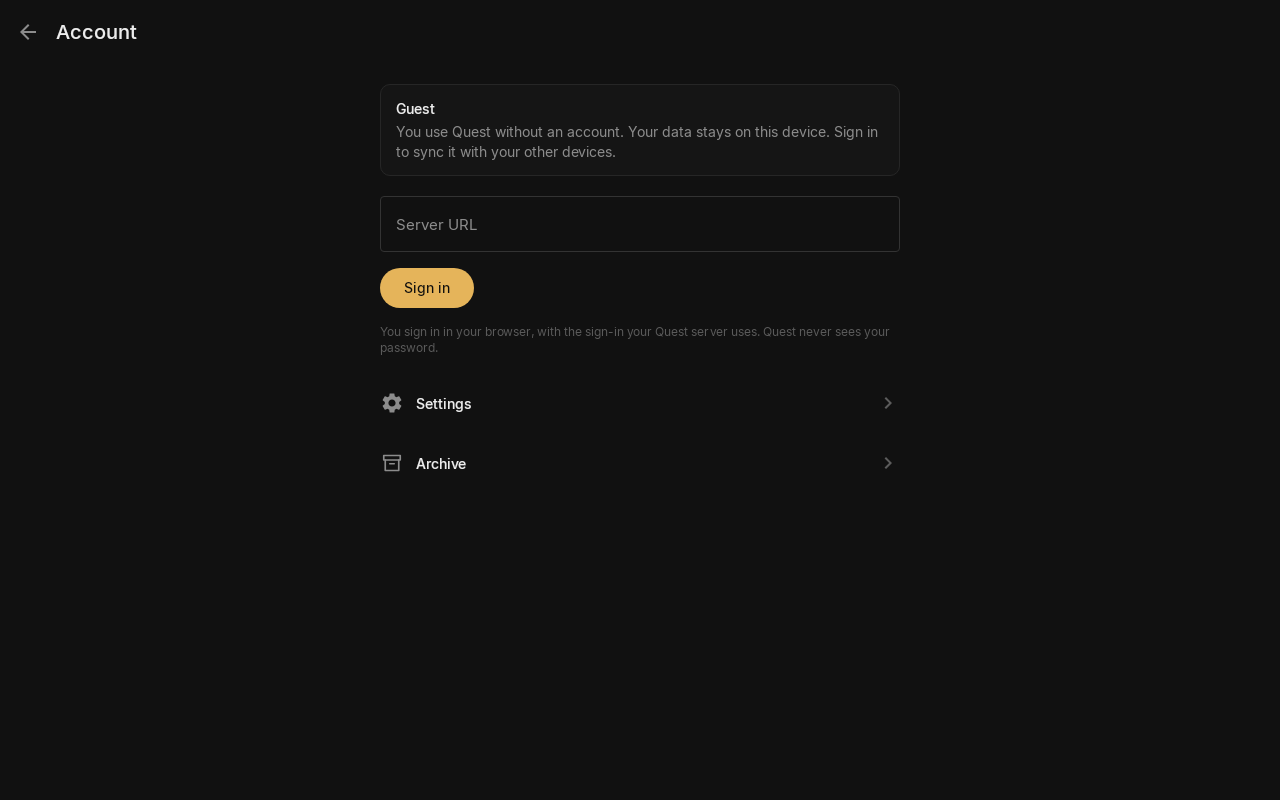 Account
Guest
You use Quest without an account. Your data stays on this device. Sign in
to sync it with your other devices.
Server URL
Sign in
You sign in in your browser, with the sign-in your Quest server uses. Quest never sees your
password.
Settings
Archive